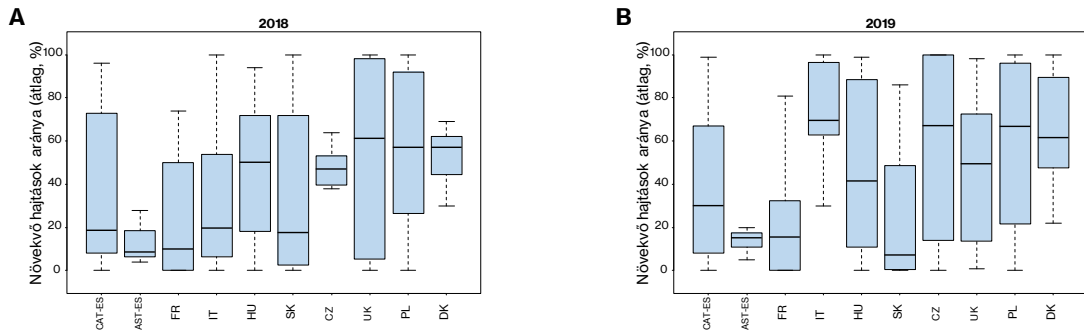 A
2018
Növekvő hajtások aránya (átlag, %)
100
80
60
40
20
0
CAT-ES
AST-ES
FR
IT
HU
SK
CZ
UK
PL
DK
B
2019
Növekvő hajtások aránya (átlag, %)
100
80
60
40
20
0
CAT-ES
AST-ES
FR
IT
HU
SK
CZ
UK
PL
DK